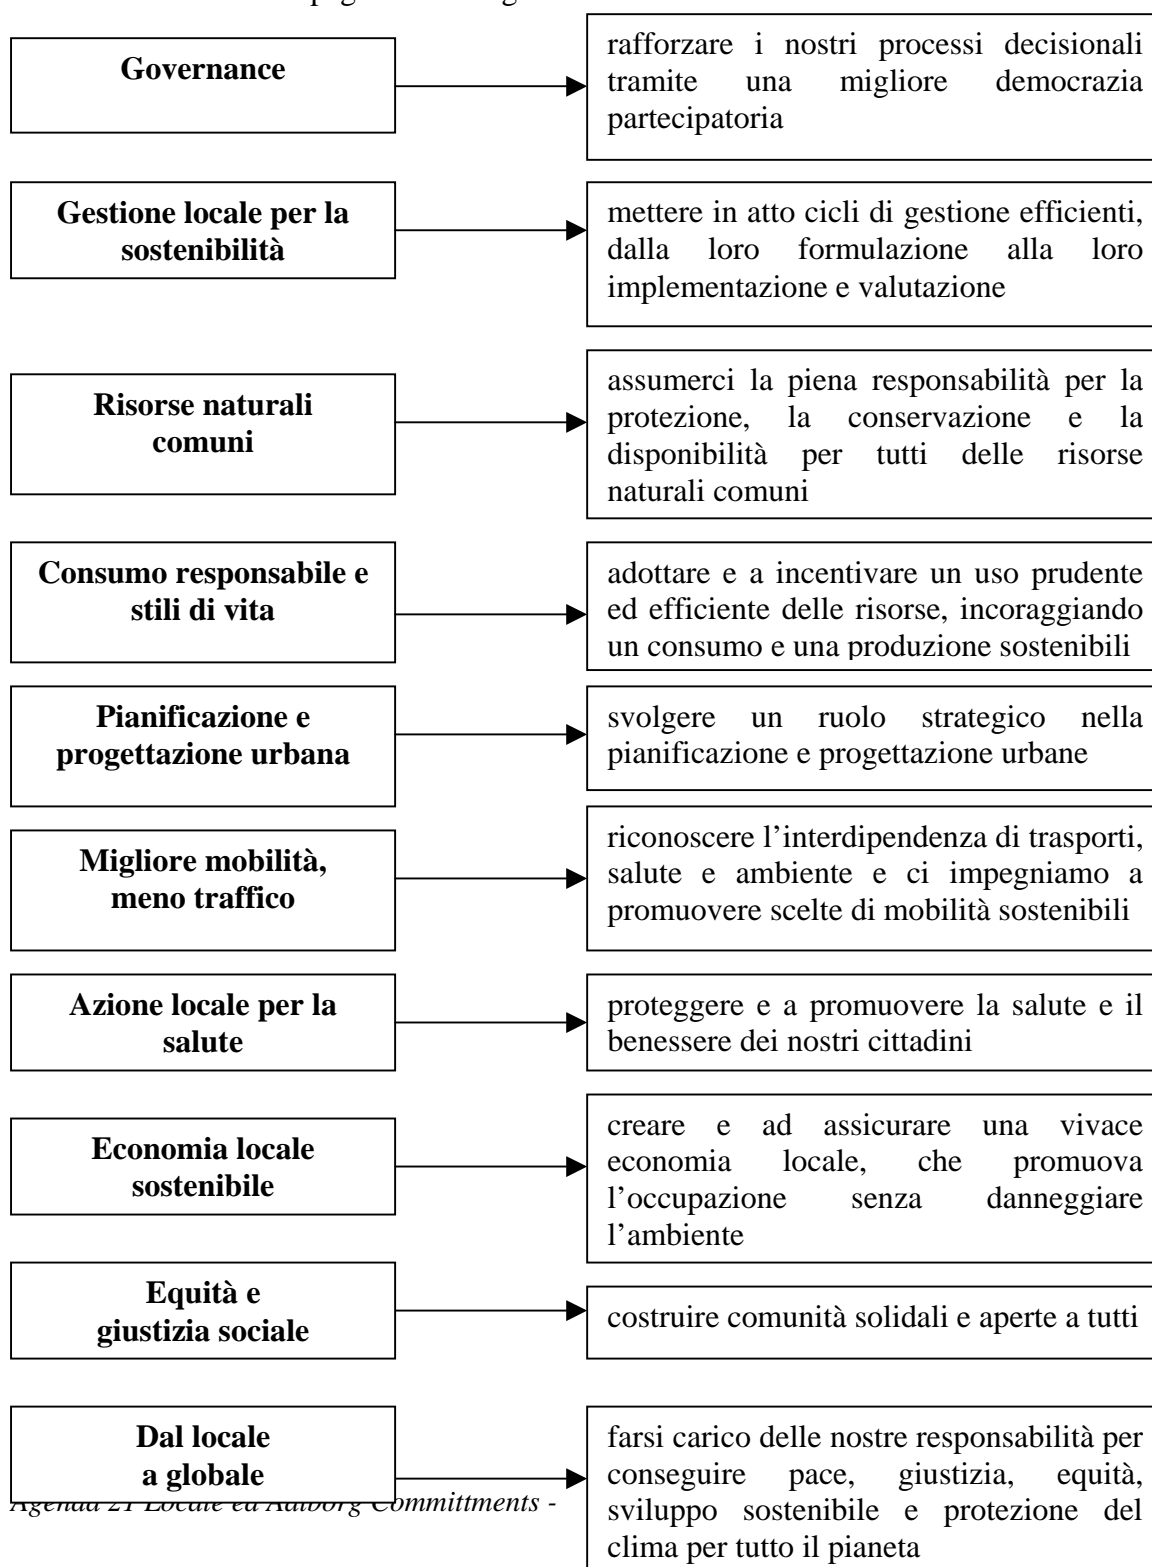 Governance
rafforzare i nostri processi decisionali
tramite una migliore democrazia
partecipatoria
Gestione locale per la
sostenibilità
mettere in atto cicli di gestione efficienti,
dalla loro formulazione alla loro
implementazione e valutazione
Risorse naturali
comuni
assumerci la piena responsabilità per la
protezione, la conservazione e la
disponibilità per tutti delle risorse
naturali comuni
Consumo responsabile e
stili di vita
adottare e a incentivare un uso prudente
ed efficiente delle risorse, incoraggiando
un consumo e una produzione sostenibili
Pianificazione e
progettazione urbana
svolgere un ruolo strategico nella
pianificazione e progettazione urbane
Migliore mobilità,
meno traffico
riconoscere l’interdipendenza di trasporti,
salute e ambiente e ci impegniamo a
promuovere scelte di mobilità sostenibili
Azione locale per la
salute
proteggere e a promuovere la salute e il
benessere dei nostri cittadini
Economia locale
sostenibile
creare e ad assicurare una vivace
economia locale, che promuova
l’occupazione senza danneggiare
l’ambiente
Equità e
giustizia sociale
costruire comunità solidali e aperte a tutti
Dal locale
a globale
farsi carico delle nostre responsabilità per
conseguire pace, giustizia, equità,
sviluppo sostenibile e protezione del
clima per tutto il pianeta
Agenda 21 Locale ed Aalborg Committments -